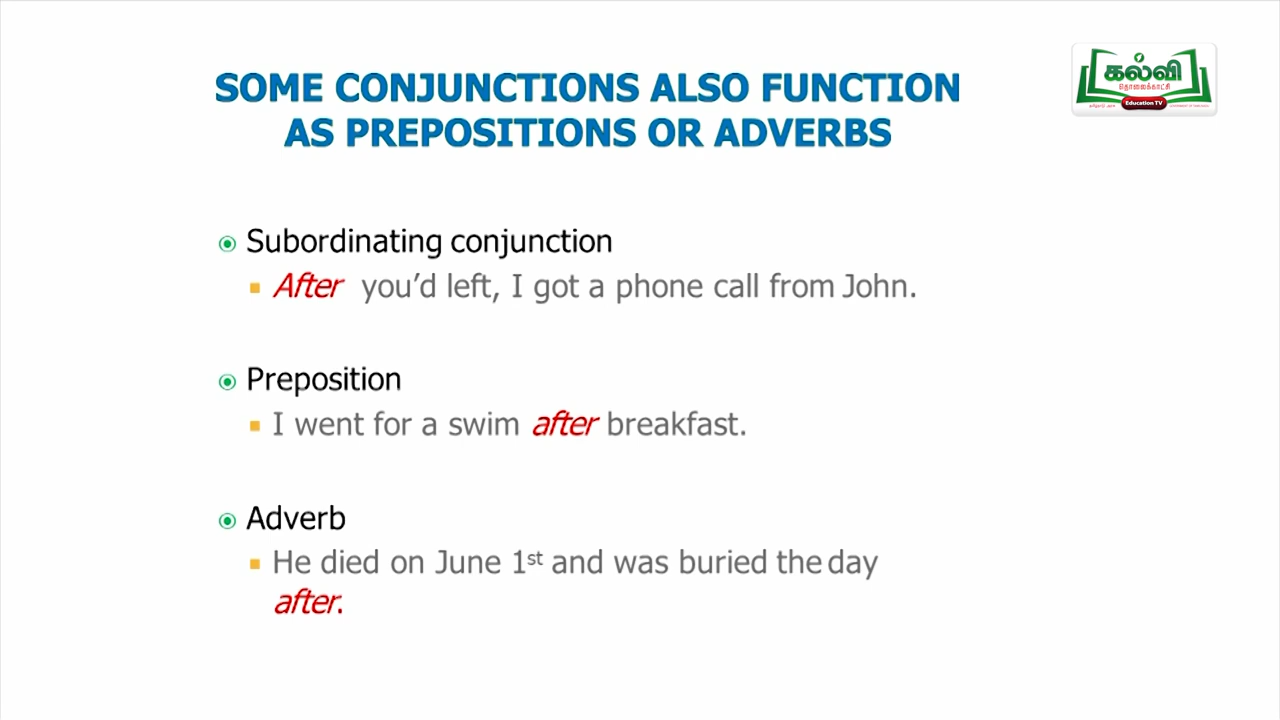 SOME CONJUNCTIONS ALSO FUNCTION
AS PREPOSITIONS OR ADVERBS
கல்வி
தொலைக்காட்சி
Education TV
Subordinating conjunction
After you’d left, I got a phone call from John.
Preposition
I went for a swim after breakfast.
Adverb
He died on June 1st and was buried the day
after.